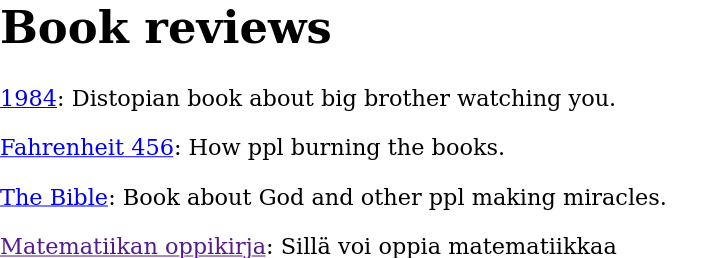 Book reviews
1984: Distopian book about big brother watching you.
Fahrenheit 456: How ppl burning the books.
The Bible: Book about God and other ppl making miracles.
Matematiikan oppikirja: Sillä voi oppia matematiikkaa